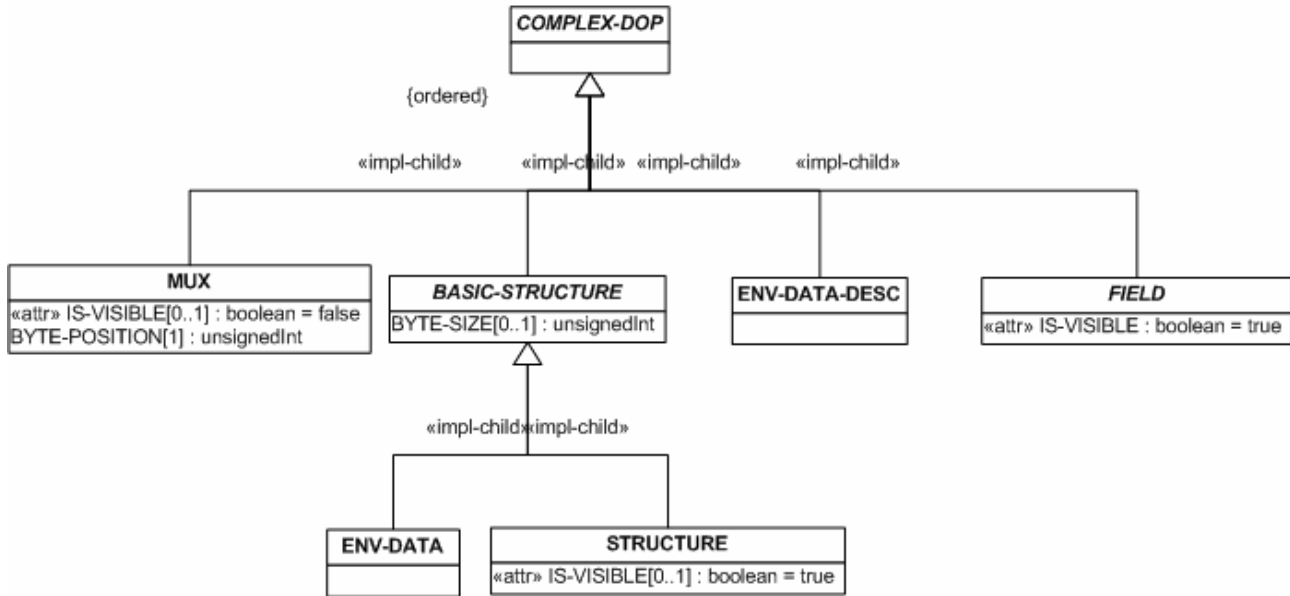 COMPLEX-DOP
{ordered}
«impl-child»
«impl-child»
«impl-child»
«impl-child»
MUX
«attr» IS-VISIBLE[0..1] : boolean = false
BYTE-POSITION[1] : unsignedInt
BASIC-STRUCTURE
BYTE-SIZE[0..1] : unsignedInt
ENV-DATA-DESC
FIELD
«attr» IS-VISIBLE : boolean = true
«impl-child»
«impl-child»
ENV-DATA
STRUCTURE
«attr» IS-VISIBLE[0..1] : boolean = true